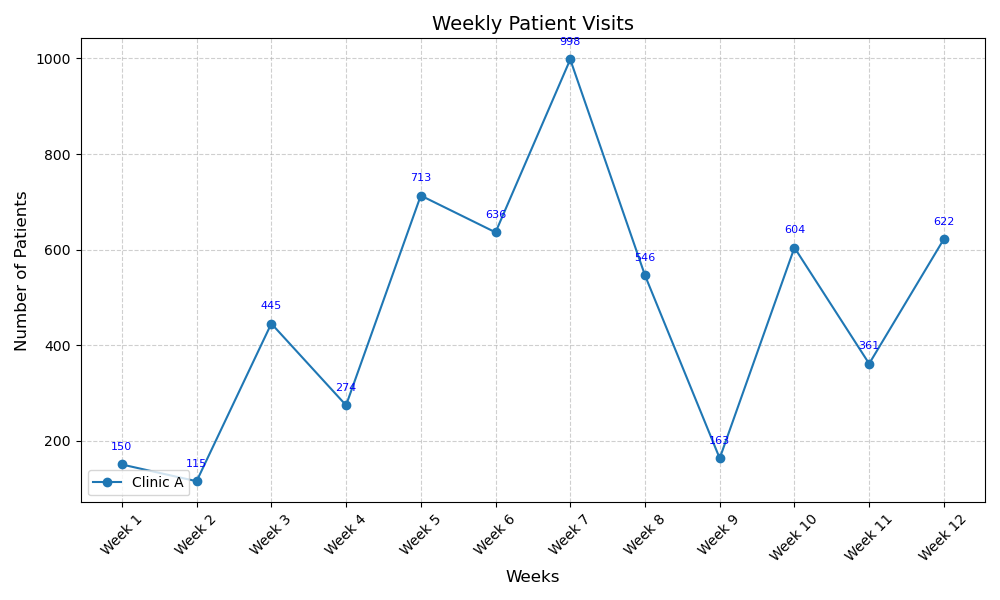 Weekly Patient Visits
Number of Patients
1000
800
600
400
200
150
115
445
274
713
636
998
546
163
604
361
622
Clinic A
Week 1
Week 2
Week 3
Week 4
Week 5
Week 6
Week 7
Week 8
Week 9
Week 10
Week 11
Week 12
Weeks